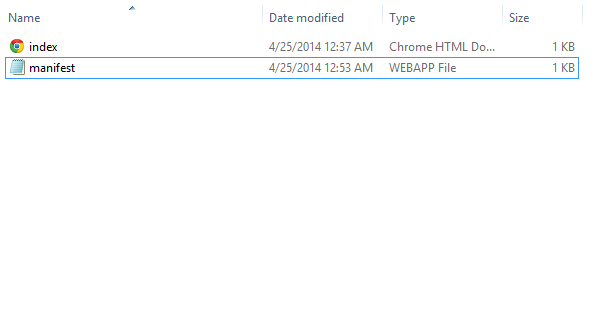 Name Date modified Type Size
index 4/25/2014 12:37 AM Chrome HTML Do... 1 KB
manifest 4/25/2014 12:53 AM WEBAPP File 1 KB